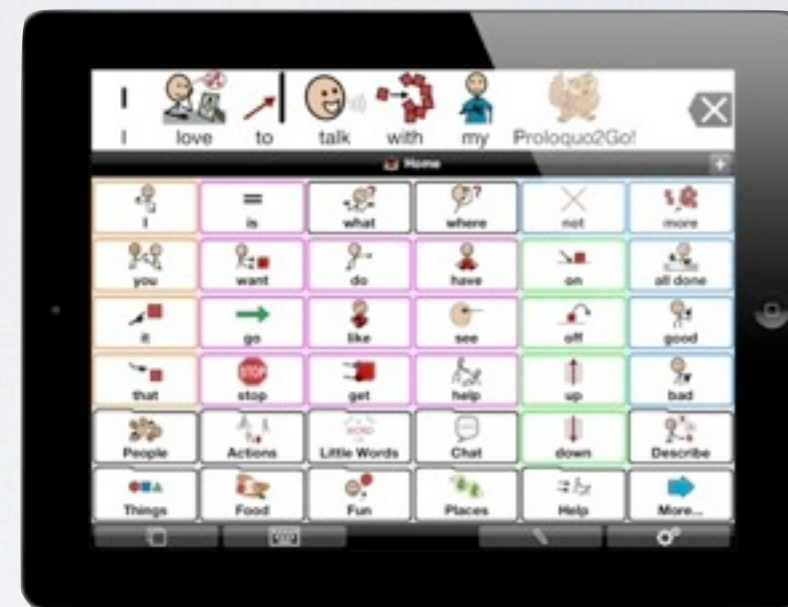 I love to talk with my Proloquo2Go!
Home
I is what where not more
you want do have on all done
it go like see off good
that STOP stop get help up bad
People Actions WORD Little Words Chat down Describe
Things Food Fun Places Help More...